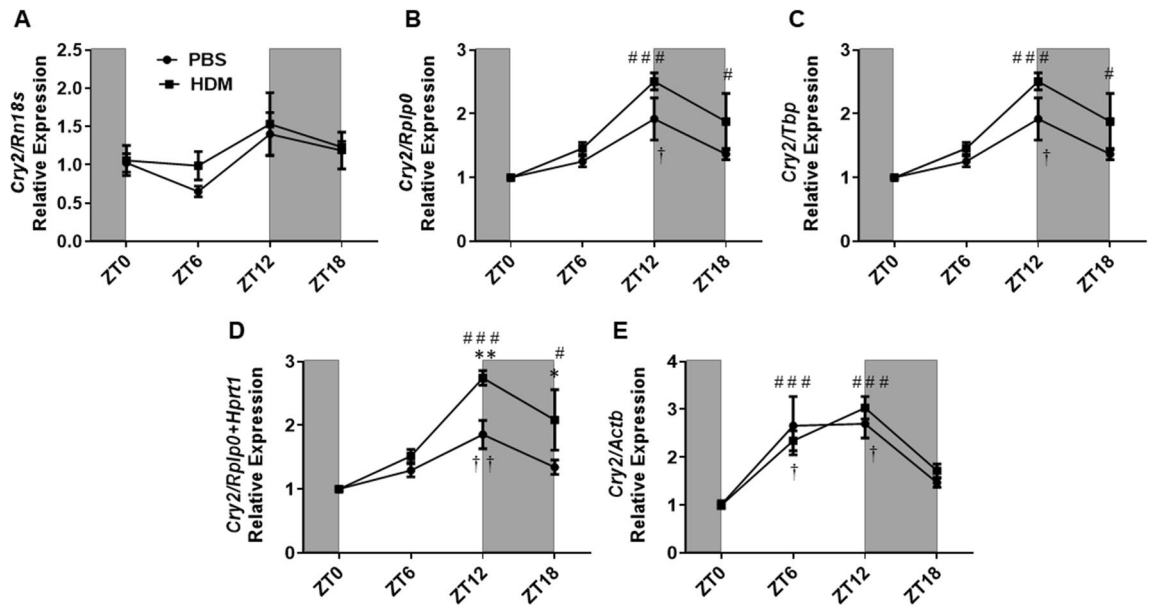 A
Cry2/Rn18s
Relative Expression
2.5
2.0
1.5
1.0
0.5
0.0
PBS
HDM
ZT0
ZT6
ZT12
ZT18
B
Cry2/Rplp0
Relative Expression
3
2
1
0
###
#
†
ZT0
ZT6
ZT12
ZT18
C
Cry2/Tbp
Relative Expression
3
2
1
0
###
#
†
ZT0
ZT6
ZT12
ZT18
D
Cry2/Rplp0+Hprt1
Relative Expression
3
2
1
0
###
**
#
*
††
ZT0
ZT6
ZT12
ZT18
E
Cry2/Actb
Relative Expression
4
3
2
1
0
###
###
†
†
ZT0
ZT6
ZT12
ZT18